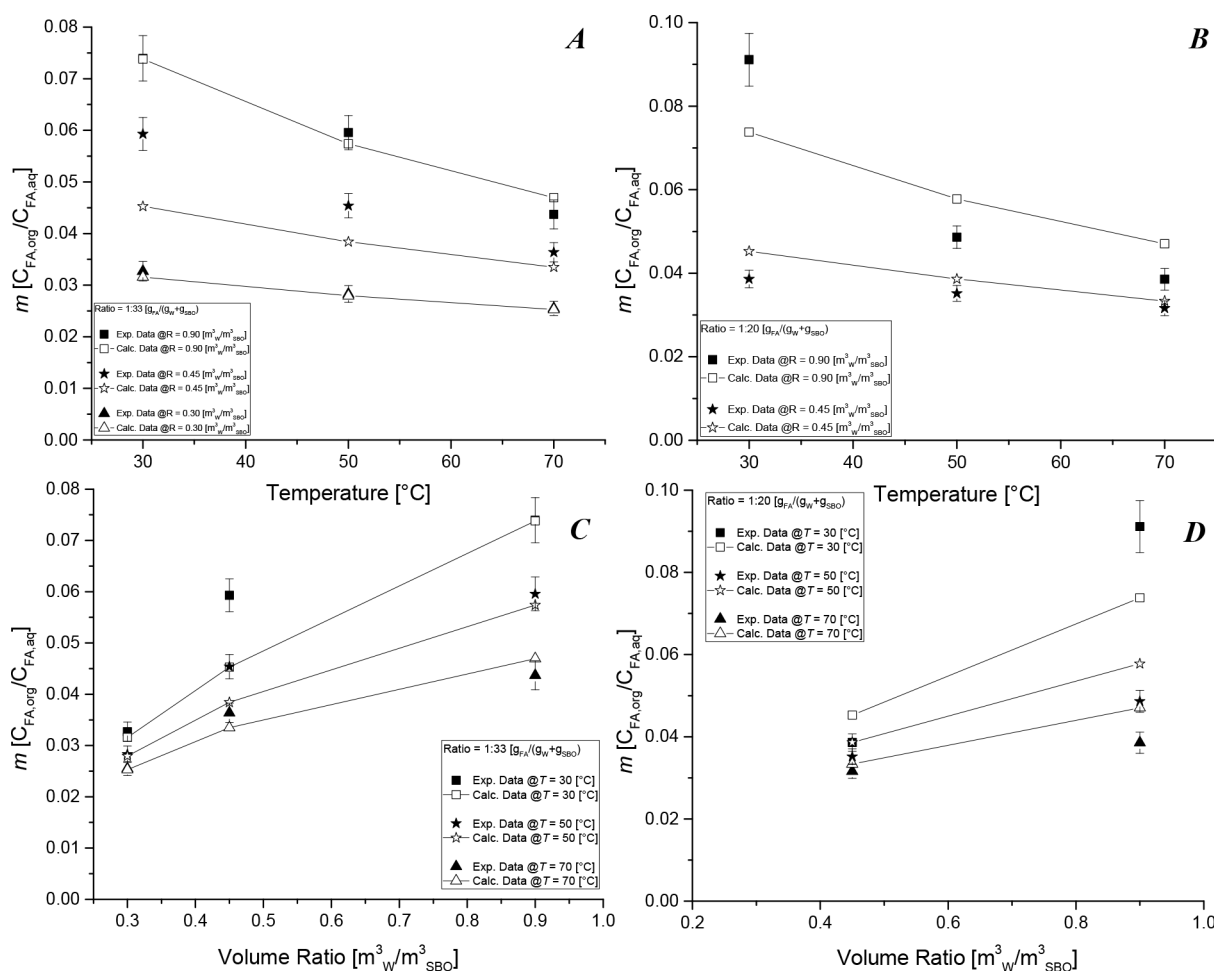 A
0.08
0.07
0.06
0.05
0.04
0.03
0.02
0.01
0.00
m [C_FA,org/C_FA,aq]
Ratio = 1:33 [g_FA/(g_W+g_SBO)
Exp. Data @R = 0.90 [m³_W/m³_SBO]
Calc. Data @R = 0.90 [m³_W/m³_SBO]
Exp. Data @R = 0.45 [m³_W/m³_SBO]
Calc. Data @R = 0.45 [m³_W/m³_SBO]
Exp. Data @R = 0.30 [m³_W/m³_SBO]
Calc. Data @R = 0.30 [m³_W/m³_SBO]
30 40 50 60 70
Temperature [°C]
B
0.10
0.08
0.06
0.04
0.02
0.00
m [C_FA,org/C_FA,aq]
Ratio = 1:20 [g_FA/(g_W+g_SBO)
Exp. Data @R = 0.90 [m³_W/m³_SBO]
Calc. Data @R = 0.90 [m³_W/m³_SBO]
Exp. Data @R = 0.45 [m³_W/m³_SBO]
Calc. Data @R = 0.45 [m³_W/m³_SBO]
30 40 50 60 70
Temperature [°C]
C
0.08
0.07
0.06
0.05
0.04
0.03
0.02
0.01
0.00
m [C_FA,org/C_FA,aq]
Ratio = 1:33 [g_FA/(g_W+g_SBO)
Exp. Data @T = 30 [°C]
Calc. Data @T = 30 [°C]
Exp. Data @T = 50 [°C]
Calc. Data @T = 50 [°C]
Exp. Data @T = 70 [°C]
Calc. Data @T = 70 [°C]
0.3 0.4 0.5 0.6 0.7 0.8 0.9 1.0
Volume Ratio [m³_W/m³_SBO]
D
0.10
0.08
0.06
0.04
0.02
0.00
m [C_FA,org/C_FA,aq]
Ratio = 1:20 [g_FA/(g_W+g_SBO)
Exp. Data @T = 30 [°C]
Calc. Data @T = 30 [°C]
Exp. Data @T = 50 [°C]
Calc. Data @T = 50 [°C]
Exp. Data @T = 70 [°C]
Calc. Data @T = 70 [°C]
0.2 0.4 0.6 0.8 1.0
Volume Ratio [m³_W/m³_SBO]